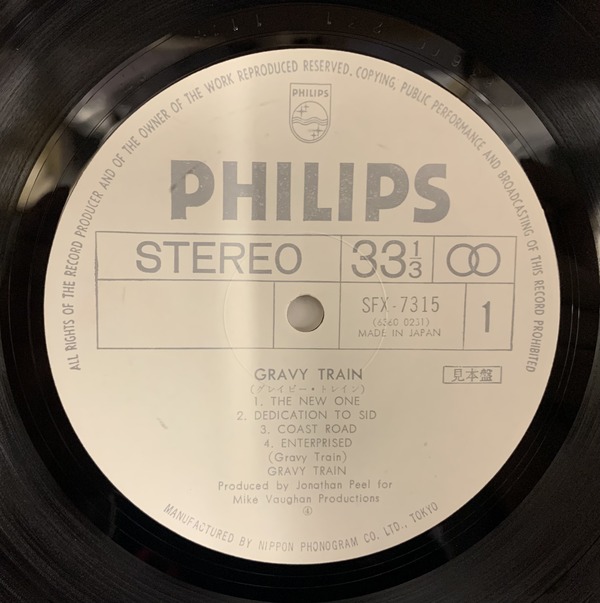 ALL RIGHTS OF THE RECORD PRODUCER AND OF THE OWNER OF THE WORK REPRODUCED RESERVED. COPYING, PUBLIC PERFORMANCE AND BROADCASTING OF THIS RECORD PROHIBITED
PHILIPS
PHILIPS
STEREO 33 1/3
SFX-7315
1
MADE IN JAPAN
GRAVY TRAIN
見本盤
(グレイビー・トレイン)
1. THE NEW ONE
2. DEDICATION TO SID
3. COAST ROAD
4. ENTERPRISED
(Gravy Train)
GRAVY TRAIN
Produced by Jonathan Peel for
Mike Vaughan Productions
④
MANUFACTURED BY NIPPON PHONOGRAM CO. LTD., TOKYO